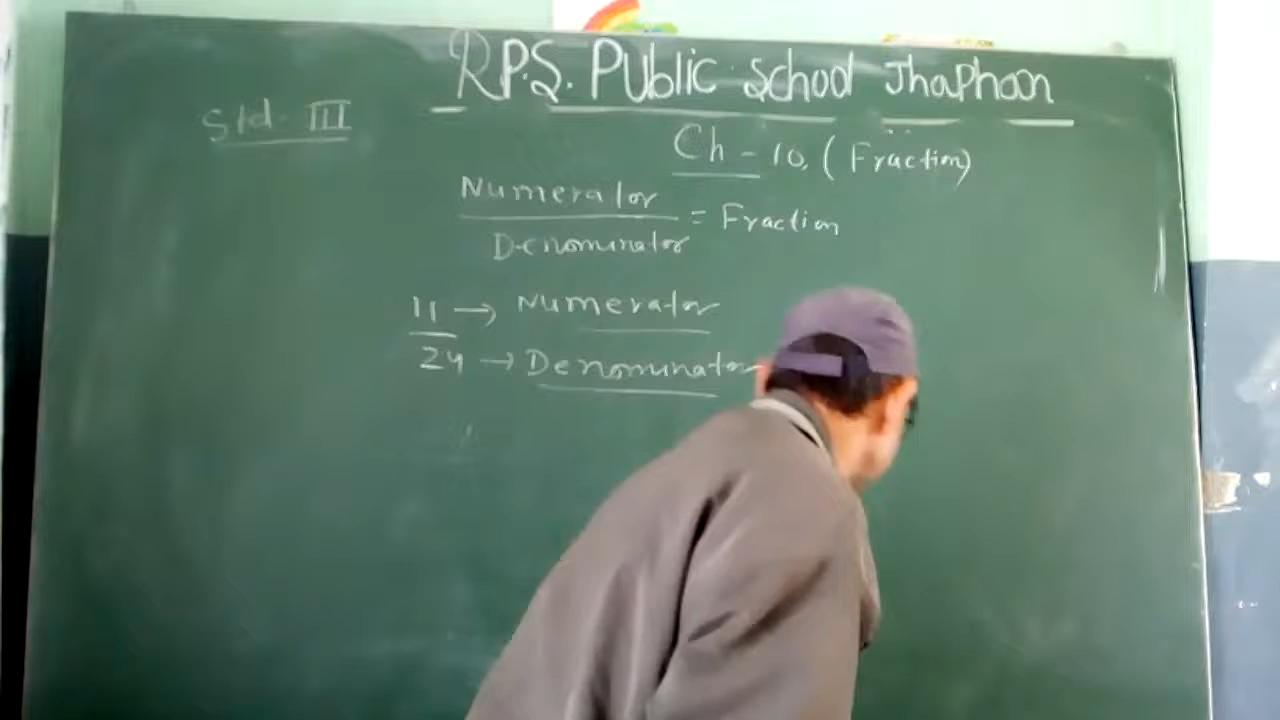 R.P.S. Public School Jhaphan
Std. III
Ch - 10, (Fraction)
Numerator
Denominator
= Fraction
11 → Numerator
24 → Denominator